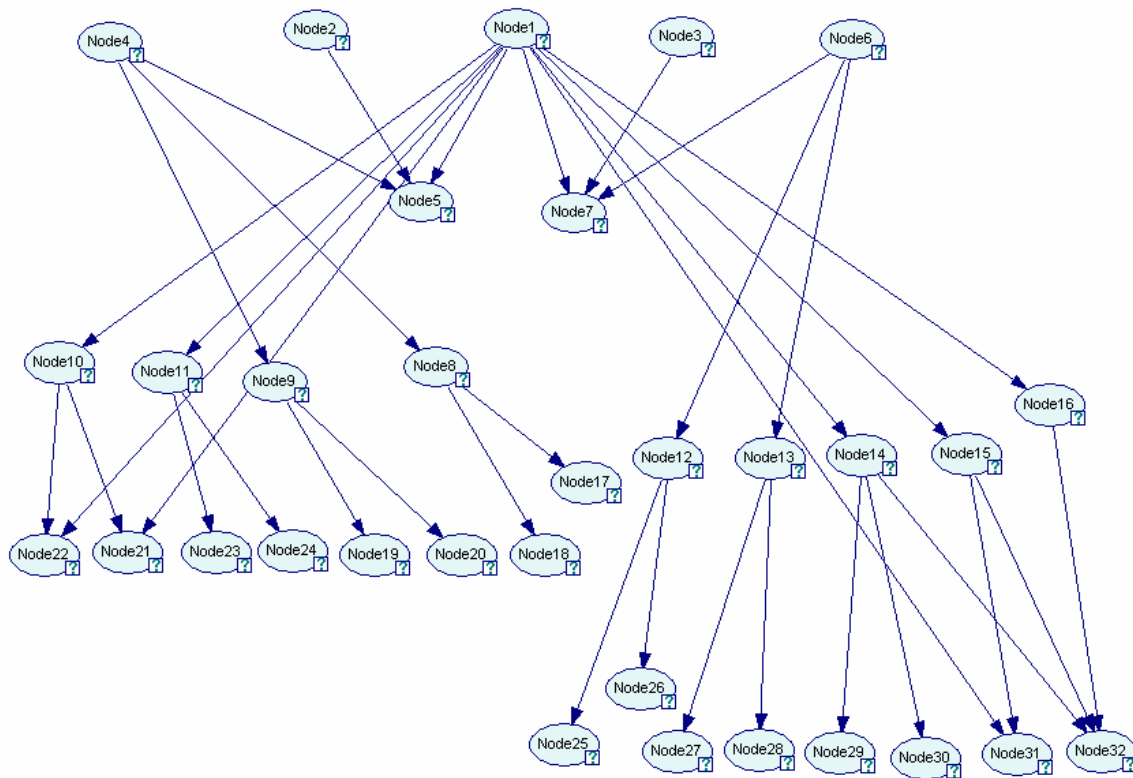 Node4
?
Node2
?
Node1
?
Node3
?
Node6
?
Node5
?
Node7
?
Node10
?
Node11
?
Node9
?
Node8
?
Node16
?
Node12
?
Node13
?
Node14
?
Node15
?
Node17
?
Node22
?
Node21
?
Node23
?
Node24
?
Node19
?
Node20
?
Node18
?
Node26
?
Node25
?
Node27
?
Node28
?
Node29
?
Node30
?
Node31
?
Node32
?